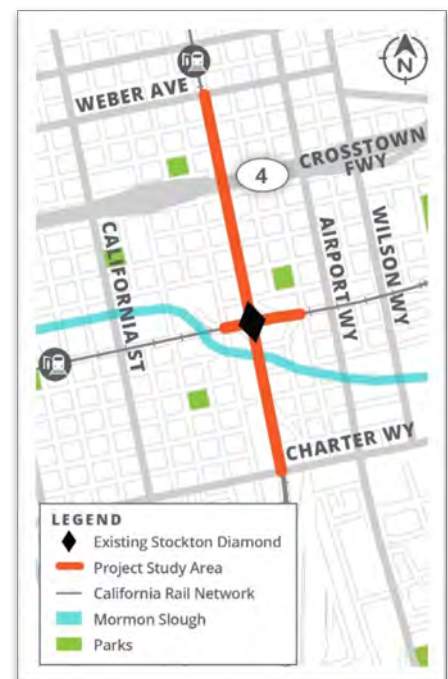 N
WEBER AVE
CROSSTOWN
FWY
4
CALIFORNIA ST
AIRPORT WY
WILSON WY
CHARTER WY
LEGEND
Existing Stockton Diamond
Project Study Area
California Rail Network
Mormon Slough
Parks